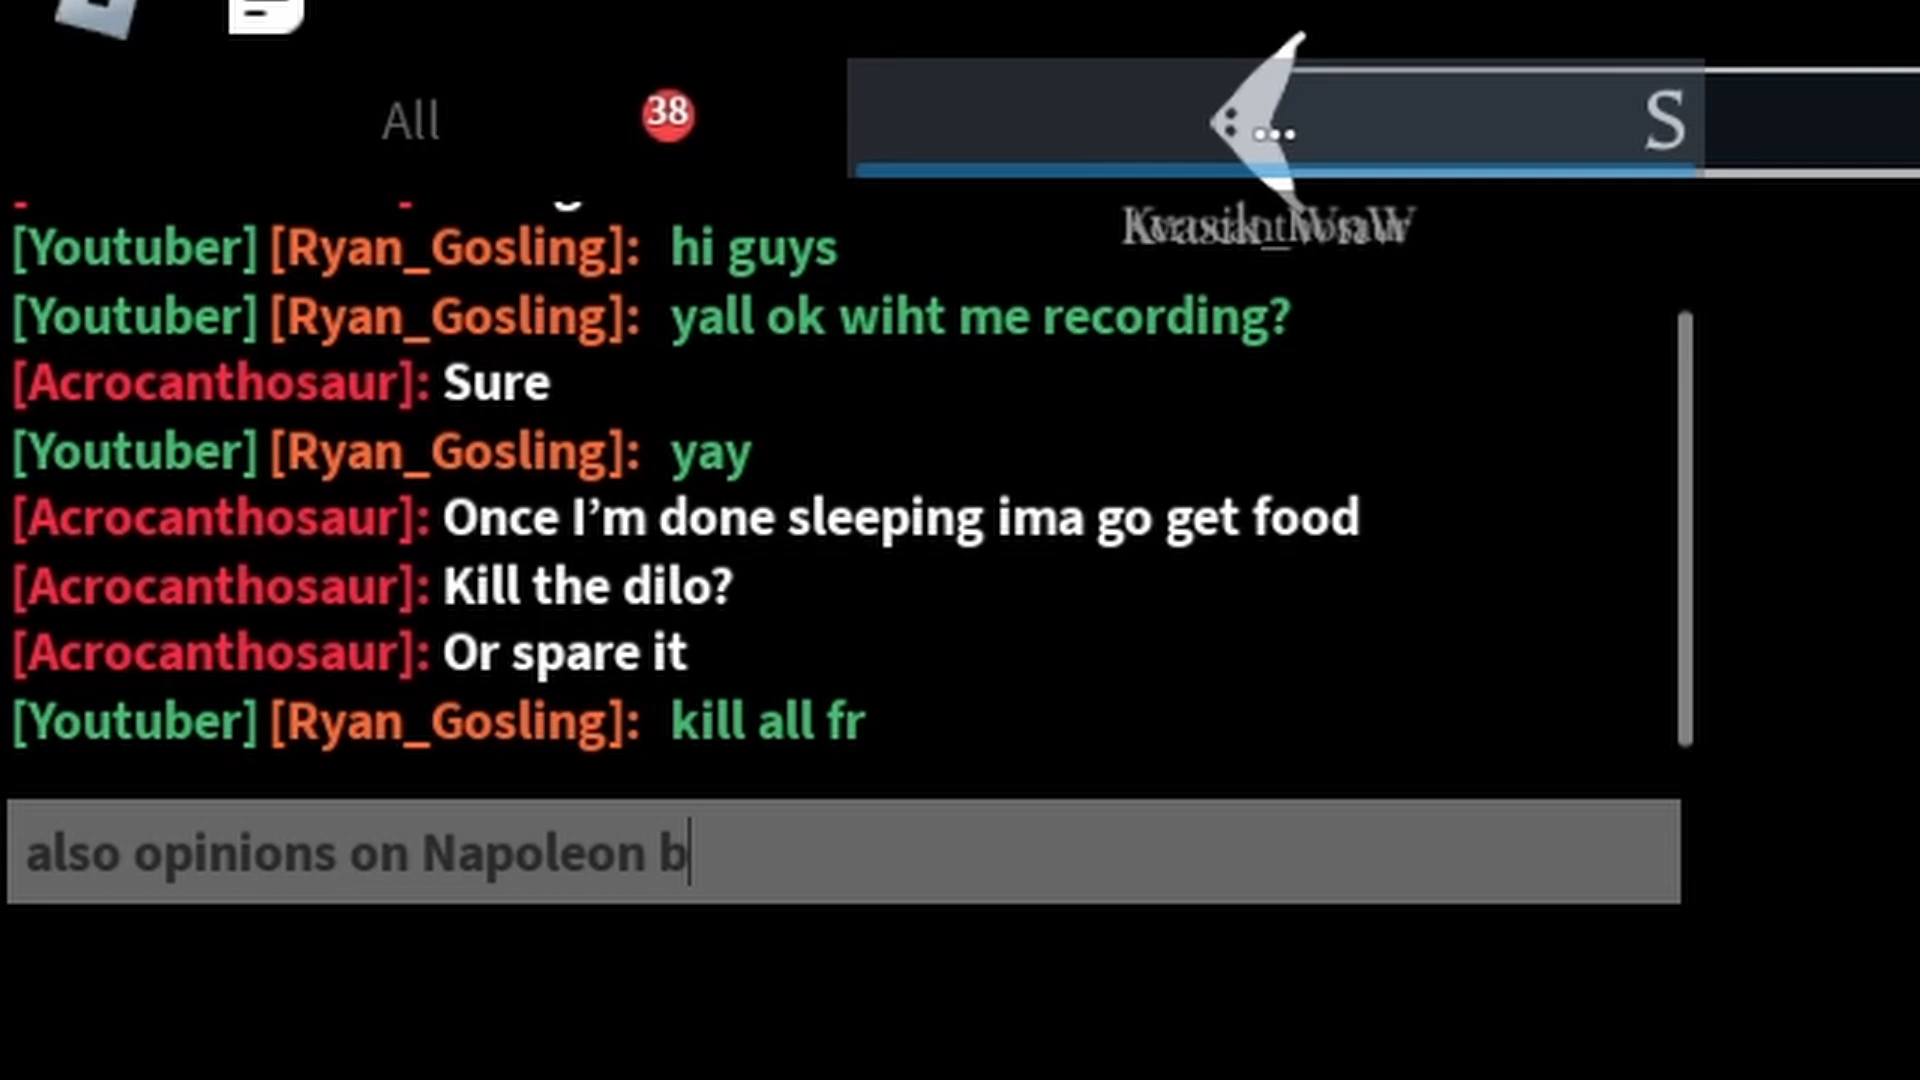 All
38
S
[Youtuber] [Ryan_Gosling]: hi guys
[Youtuber] [Ryan_Gosling]: yall ok wiht me recording?
[Acrocanthosaur]: Sure
[Youtuber] [Ryan_Gosling]: yay
[Acrocanthosaur]: Once I’m done sleeping ima go get food
[Acrocanthosaur]: Kill the dilo?
[Acrocanthosaur]: Or spare it
[Youtuber] [Ryan_Gosling]: kill all fr
also opinions on Napoleon b